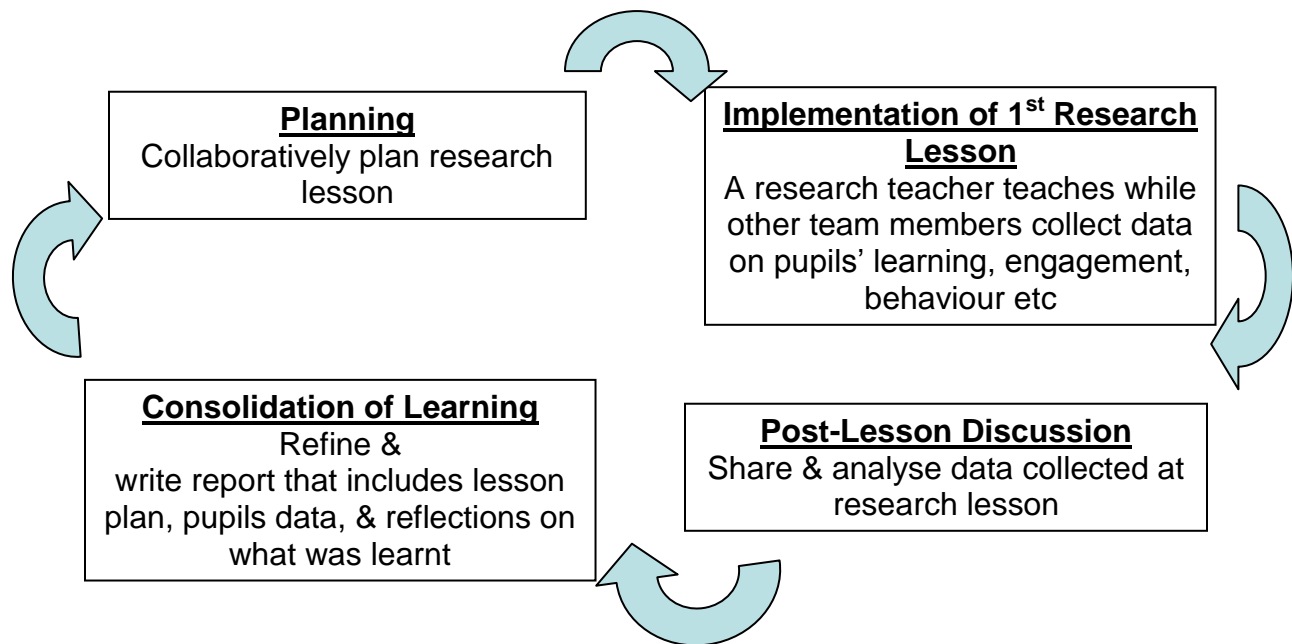 Planning
Collaboratively plan research
lesson
Implementation of 1st Research
Lesson
A research teacher teaches while
other team members collect data
on pupils’ learning, engagement,
behaviour etc
Post-Lesson Discussion
Share & analyse data collected at
research lesson
Consolidation of Learning
Refine &
write report that includes lesson
plan, pupils data, & reflections on
what was learnt